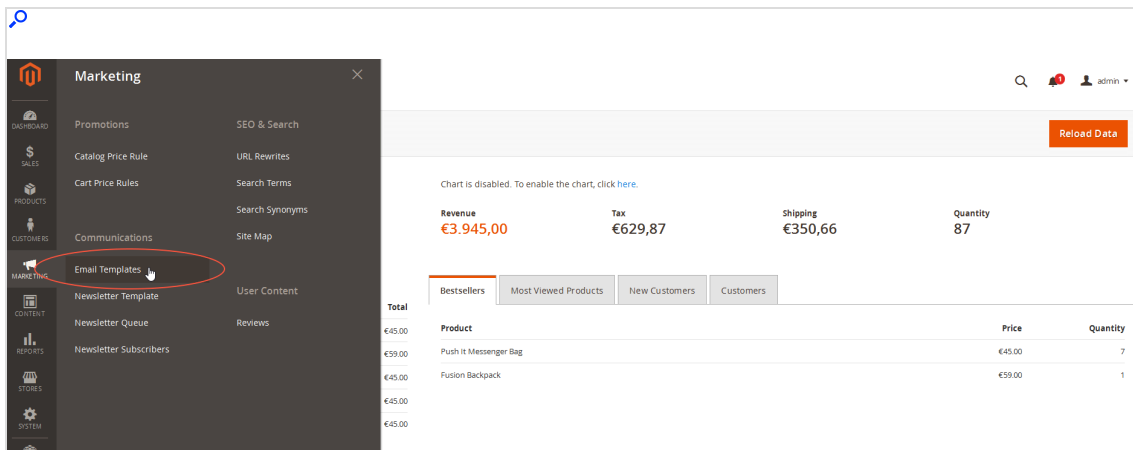 Marketing
admin
DASHBOARD
SALES
PRODUCTS
CUSTOMERS
MARKETING
CONTENT
REPORTS
STORES
SYSTEM
Promotions
Catalog Price Rule
Cart Price Rules
Communications
Email Templates
Newsletter Template
Newsletter Queue
Newsletter Subscribers
SEO & Search
URL Rewrites
Search Terms
Search Synonyms
Site Map
User Content
Reviews
1
Reload Data
Chart is disabled. To enable the chart, click here.
Revenue Tax Shipping Quantity
€3.945,00 €629,87 €350,66 87
Total
€45.00
€59.00
€45.00
€45.00
€45.00
Bestsellers Most Viewed Products New Customers Customers
Product Price Quantity
Push It Messenger Bag €45.00 7
Fusion Backpack €59.00 1